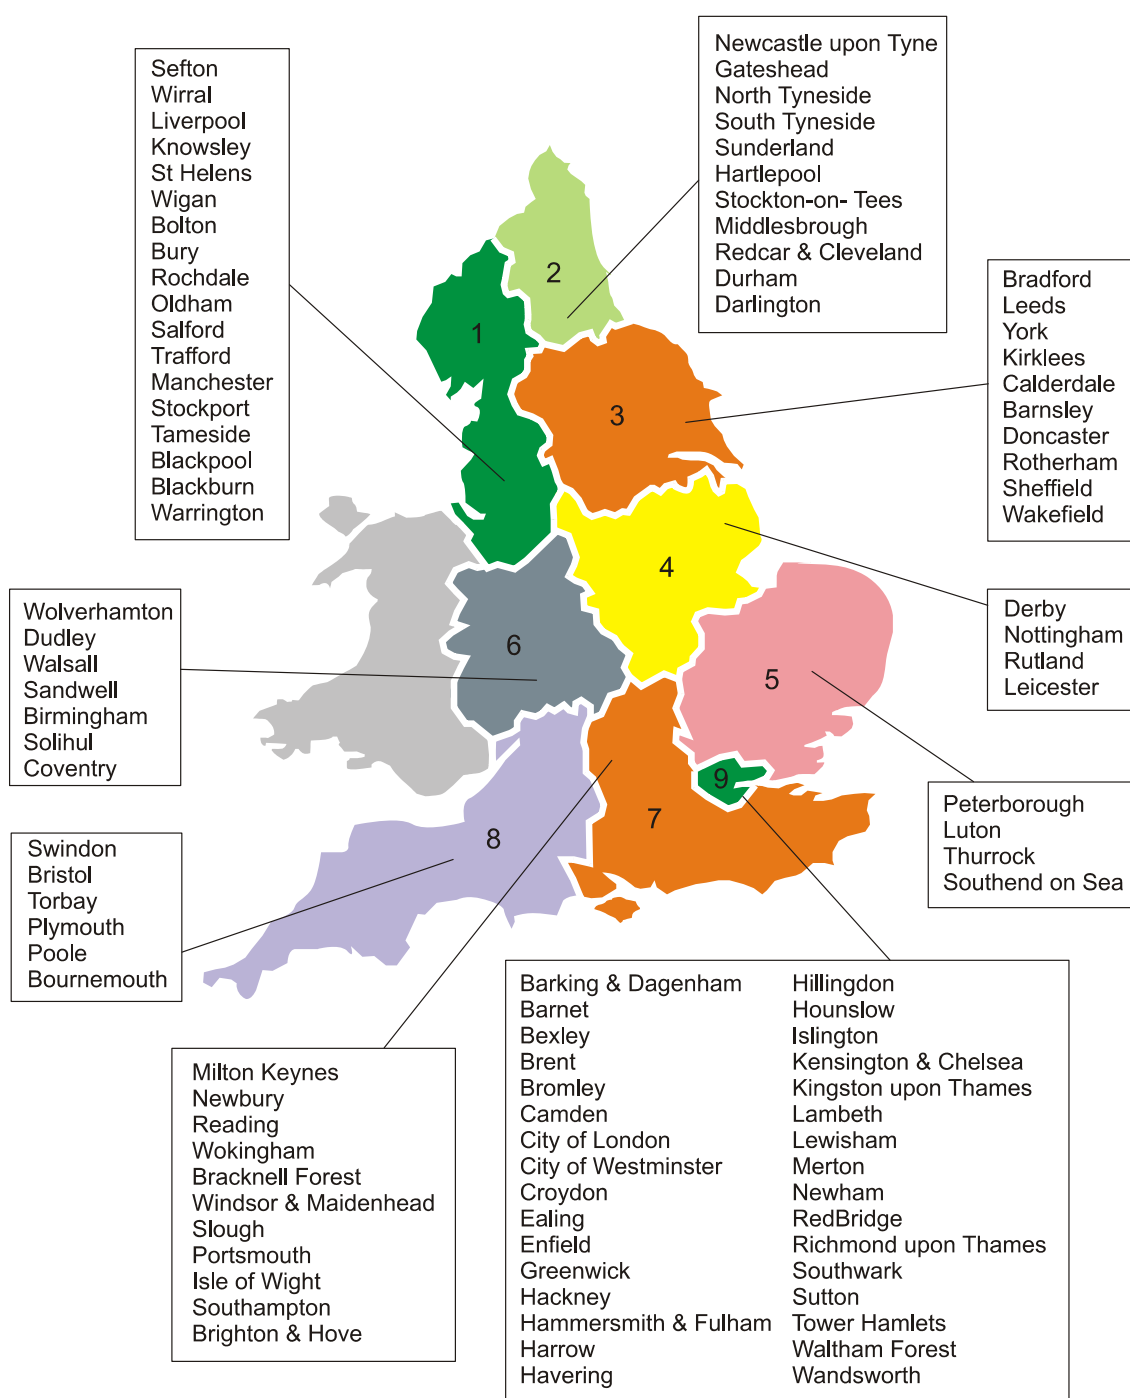 Sefton
Wirral
Liverpool
Knowsley
St Helens
Wigan
Bolton
Bury
Rochdale
Oldham
Salford
Trafford
Manchester
Stockport
Tameside
Blackpool
Blackburn
Warrington
Newcastle upon Tyne
Gateshead
North Tyneside
South Tyneside
Sunderland
Hartlepool
Stockton-on- Tees
Middlesbrough
Redcar & Cleveland
Durham
Darlington
Bradford
Leeds
York
Kirklees
Calderdale
Barnsley
Doncaster
Rotherham
Sheffield
Wakefield
2
1
3
4
6
5
9
7
8
Wolverhamton
Dudley
Walsall
Sandwell
Birmingham
Solihul
Coventry
Derby
Nottingham
Rutland
Leicester
Peterborough
Luton
Thurrock
Southend on Sea
Swindon
Bristol
Torbay
Plymouth
Poole
Bournemouth
Milton Keynes
Newbury
Reading
Wokingham
Bracknell Forest
Windsor & Maidenhead
Slough
Portsmouth
Isle of Wight
Southampton
Brighton & Hove
Barking & Dagenham
Barnet
Bexley
Brent
Bromley
Camden
City of London
City of Westminster
Croydon
Ealing
Enfield
Greenwick
Hackney
Hammersmith & Fulham
Harrow
Havering
Hillingdon
Hounslow
Islington
Kensington & Chelsea
Kingston upon Thames
Lambeth
Lewisham
Merton
Newham
RedBridge
Richmond upon Thames
Southwark
Sutton
Tower Hamlets
Waltham Forest
Wandsworth